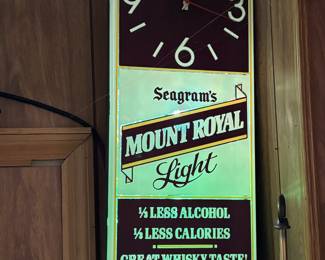 9 3
6
Seagram's
MOUNT ROYAL
Light
⅓ LESS ALCOHOL
⅓ LESS CALORIES
GREAT WHISKY TASTE!